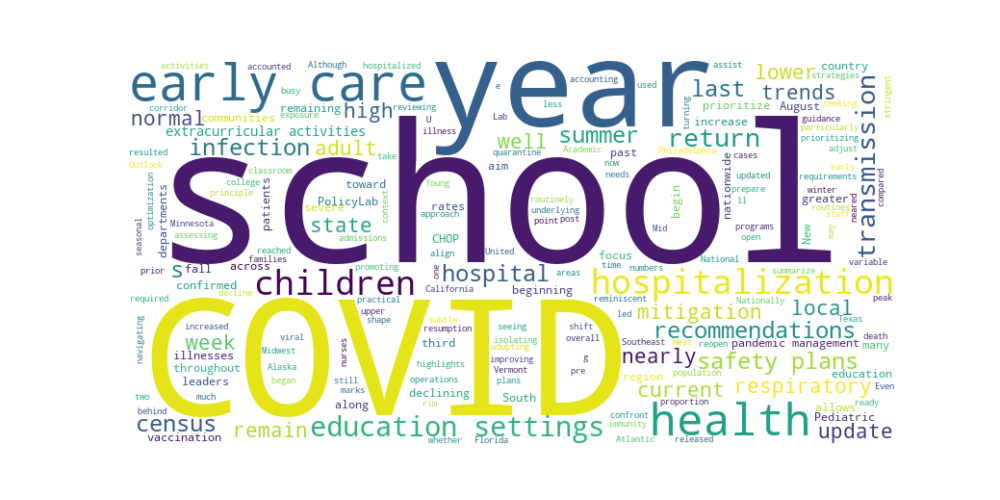 activities accounted Although hospitalized
early care year
busy accounting used assist
last lower country
trends strategies
corridor remaining exposure reviewing
high e Lab less
turning prioritize August seeking stringent
normal communities U
extracurricular activities illness
well summer increase guidance particularly
return prioritizing
transmission
resulted quarantine Academic past cases adjust
infection adult take aim now updated early
Outlook classroom needs Philadelphia prepare requirements
college Young routinely ll winter
optimization principle context toward approach underlying begin nationwide greater routines
departments patients severe PolicyLab rates point post programs staff neared compared
seasonal Minnesota state CHOP Mid open New may
assessing admissions align United focus National
school
prior reached families promoting one areas time numbers Nationally summarize variable
s fall across children hospital hospitalization
confirmed California beginning reminiscent decline peak
required practical
increased upper subtle resumption led mitigation local Texas
navigating week viral shape current seeing shift Southeast west death
COVID
recommendations
Midwest isolating overall reopen pandemic management many
illnesses nurses third adopting g nearly safety plans
throughout Alaska highlights improving pre education Even
two leaders began still operations Vermont region population current respiratory
much marks plans declining allows ready
behind along South rim proportion Pediatric
census remain education settings confront health update
vaccination whether Florida Atlantic immunity released